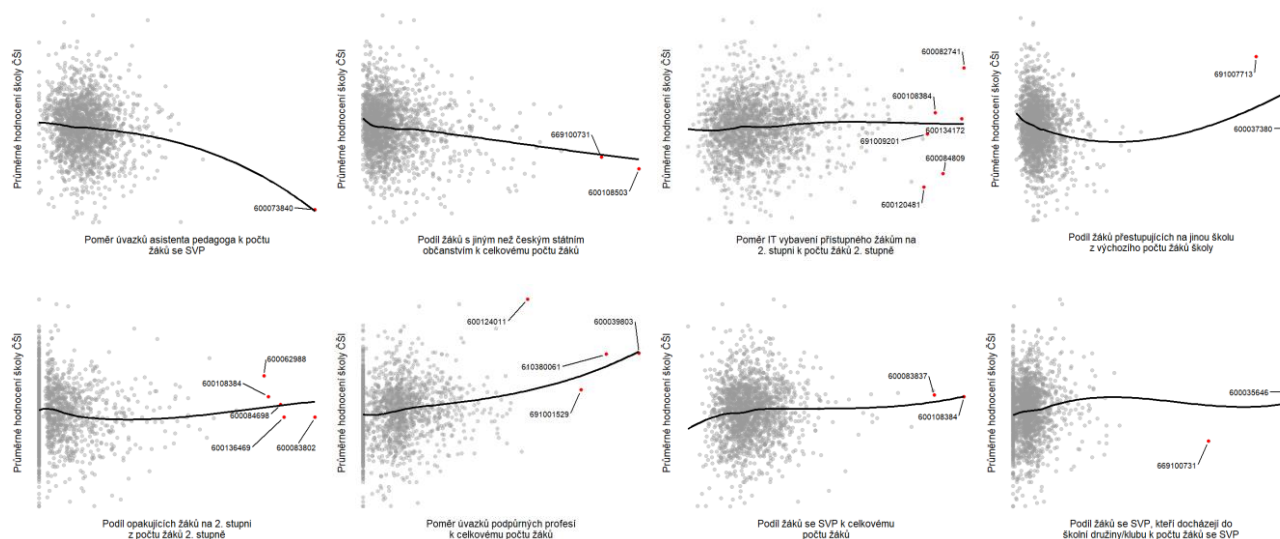 Průměrné hodnocení školy ČŠI
600073840
Poměr úvazků asistenta pedagoga k počtu
žáků se SVP
Průměrné hodnocení školy ČŠI
669100731
600108503
Podíl žáků s jiným než českým státním
občanstvím k celkovému počtu žáků
Průměrné hodnocení školy ČŠI
600082741
600108384
600134172
691009201
600084809
600120481
Poměr IT vybavení přístupného žákům na
2. stupni k počtu žáků 2. stupně
Průměrné hodnocení školy ČŠI
691007713
600037380
Podíl žáků přestupujících na jinou školu
z výchozího počtu žáků školy
Průměrné hodnocení školy ČŠI
600062988
600108384
600084698
600136469
600083802
Podíl opakujících žáků na 2. stupni
z počtu žáků 2. stupně
Průměrné hodnocení školy ČŠI
600124011
600039803
610380061
691001529
Poměr úvazků podpůrných profesí
k celkovému počtu žáků
Průměrné hodnocení školy ČŠI
600083837
600108384
Podíl žáků se SVP k celkovému
počtu žáků
Průměrné hodnocení školy ČŠI
600035646
669100731
Podíl žáků se SVP, kteří docházejí do
školní družiny/klubu k počtu žáků se SVP